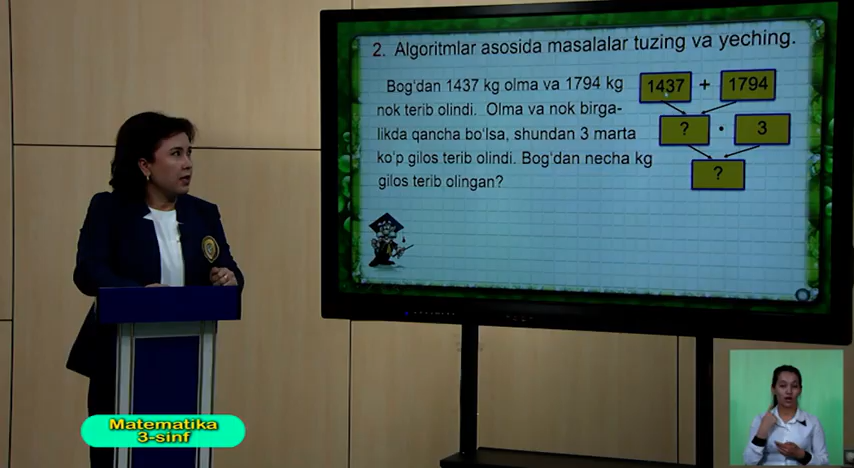 2. Algoritmlar asosida masalalar tuzing va yeching.
Bog'dan 1437 kg olma va 1794 kg
nok terib olindi. Olma va nok birga-
likda qancha bo'lsa, shundan 3 marta
ko'p gilos terib olindi. Bog'dan necha kg
gilos terib olingan?
1437 + 1794
? · 3
?
Matematika
3-sinf